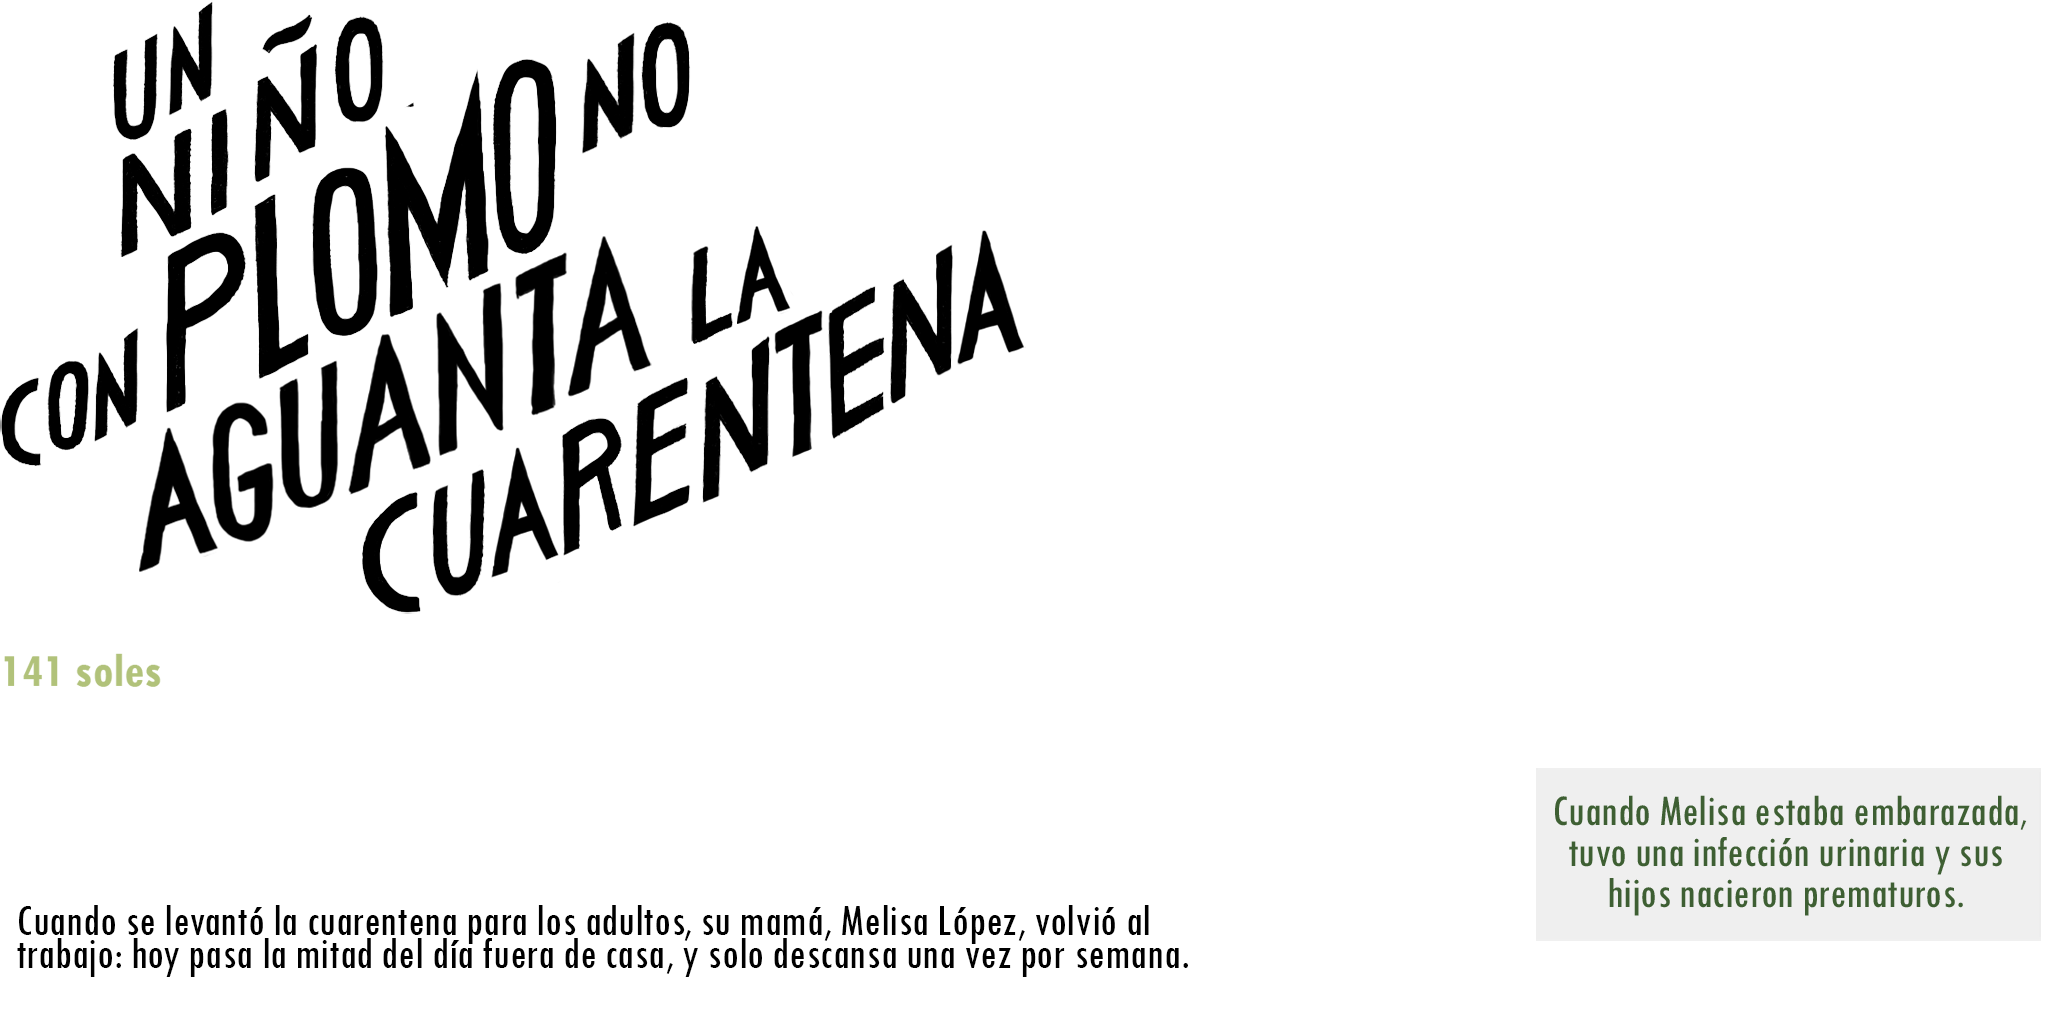 UN
NIÑO
CON PLOMO NO
AGUANTA LA
CUARENTENA
141 soles
Cuando Melisa estaba embarazada,
tuvo una infección urinaria y sus
hijos nacieron prematuros.
Cuando se levantó la cuarentena para los adultos, su mamá, Melisa López, volvió al
trabajo: hoy pasa la mitad del día fuera de casa, y solo descansa una vez por semana.